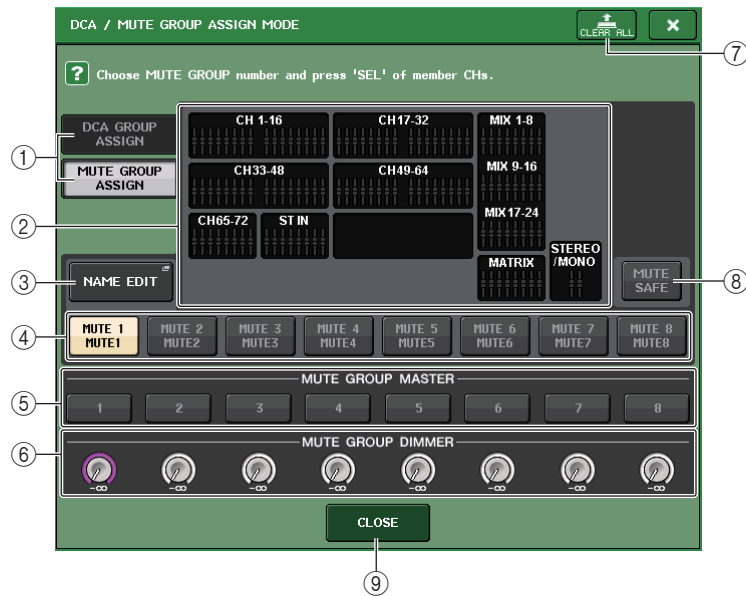 DCA / MUTE GROUP ASSIGN MODE
CLEAR ALL
×
⑦
? Choose MUTE GROUP number and press 'SEL' of member CHs.
①
DCA GROUP
ASSIGN
MUTE GROUP
ASSIGN
②
CH 1-16
CH17-32
MIX 1-8
CH33-48
CH49-64
MIX 9-16
CH65-72
ST IN
MIX17-24
MATRIX
STEREO
/MONO
③
NAME EDIT
MUTE
SAFE
⑧
④
MUTE 1
MUTE1
MUTE 2
MUTE2
MUTE 3
MUTE3
MUTE 4
MUTE4
MUTE 5
MUTE5
MUTE 6
MUTE6
MUTE 7
MUTE7
MUTE 8
MUTE8
⑤
MUTE GROUP MASTER
1 2 3 4 5 6 7 8
⑥
MUTE GROUP DIMMER
-∞ -∞ -∞ -∞ -∞ -∞ -∞ -∞
CLOSE
⑨